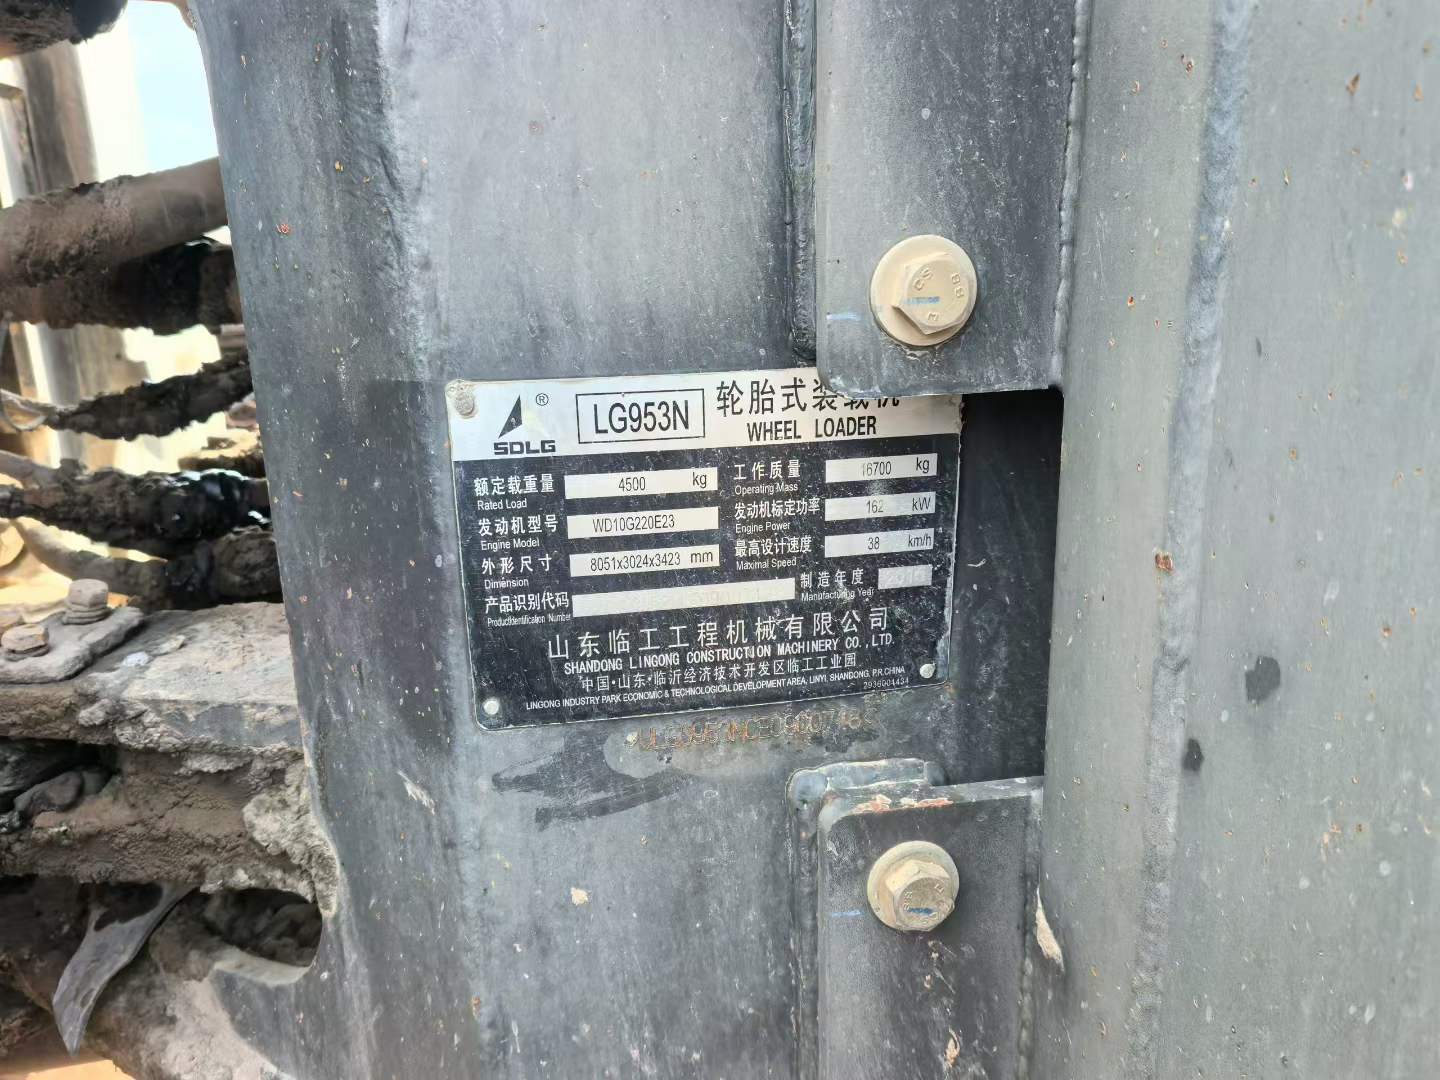 SDLG ®
LG953N
轮胎式装载机
WHEEL LOADER
额定载重量 4500 kg
Rated Load
工作质量 16700 kg
Operating Mass
发动机型号 WD10G220E23
Engine Model
发动机标定功率 162 kW
Engine Power
外形尺寸 8051x3024x3423 mm
Dimension
最高设计速度 38 km/h
Maximal Speed
产品识别代码
Productidentification Number
制造年度
Manufacturing Year
山东临工工程机械有限公司
SHANDONG LINGONG CONSTRUCTION MACHINERY CO.,LTD.
中国·山东·临沂经济技术开发区临工工业园
LINGONG INDUSTRY PARK ECONOMIC & TECHNOLOGICAL DEVELOPMENT AREA, LINYI, SHANDONG, P.R.CHINA
2936004434